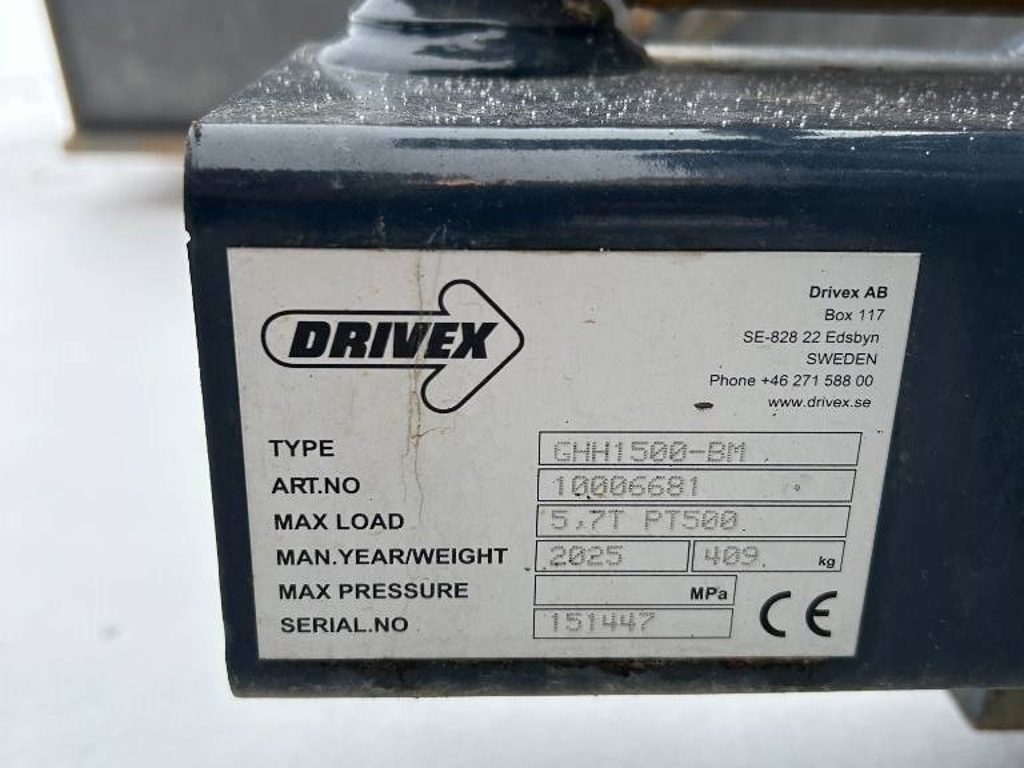 DRIVEX
Drivex AB
Box 117
SE-828 22 Edsbyn
SWEDEN
Phone +46 271 588 00
www.drivex.se
TYPE GHH1500-BM
ART.NO 10006681
MAX LOAD 5,7T PT500
MAN.YEAR/WEIGHT 2025 409 kg
MAX PRESSURE MPa
SERIAL.NO 151447
CE